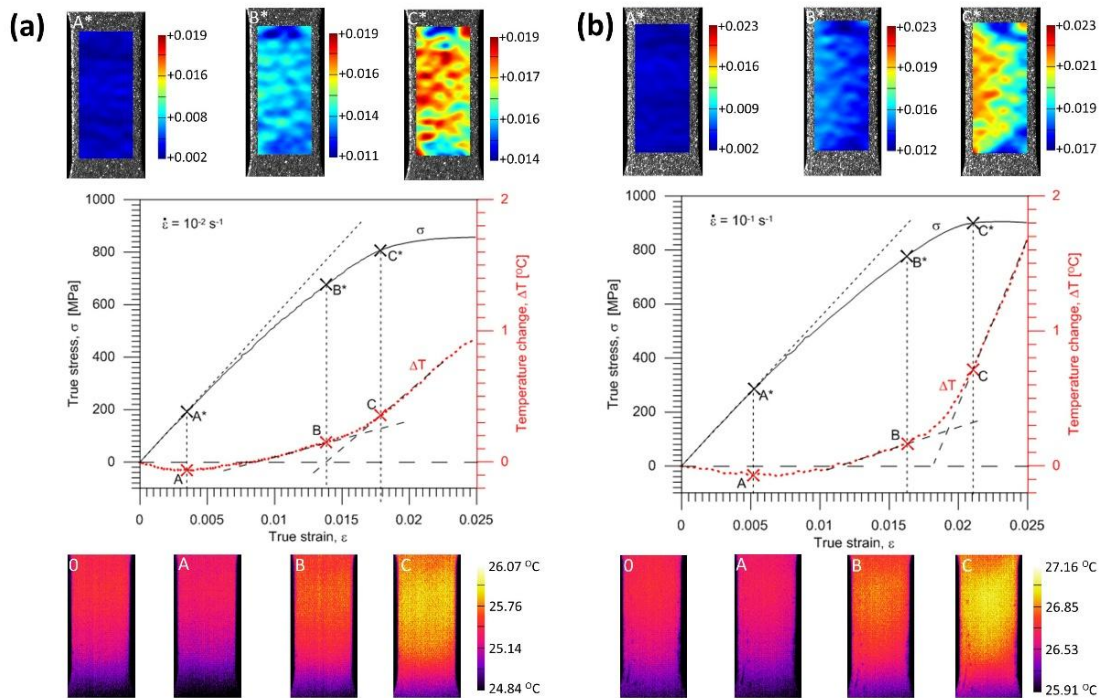 (a)
A*
B*
C*
+0.019
+0.016
+0.008
+0.002
+0.019
+0.016
+0.013
+0.011
+0.019
+0.017
+0.016
+0.014
1000
800
600
400
200
0
True stress, σ [MPa]
ε̇ = 10⁻² s⁻¹
σ
A*
B*
C*
A
B
C
ΔT
2
1
0
Temperature change, ΔT [°C]
0
0.005
0.01
0.015
0.02
0.025
True strain, ε
0
A
B
C
26.07 °C
25.76
25.14
24.84 °C
(b)
A*
B*
C*
+0.023
+0.016
+0.009
+0.002
+0.023
+0.020
+0.016
+0.012
+0.023
+0.021
+0.019
+0.017
1000
800
600
400
200
0
True stress, σ [MPa]
ε̇ = 10⁻¹ s⁻¹
σ
A*
B*
C*
A
B
C
ΔT
2
1
0
Temperature change, ΔT [°C]
0
0.005
0.01
0.015
0.02
0.025
True strain, ε
0
A
B
C
27.16 °C
26.85
26.53
25.91 °C